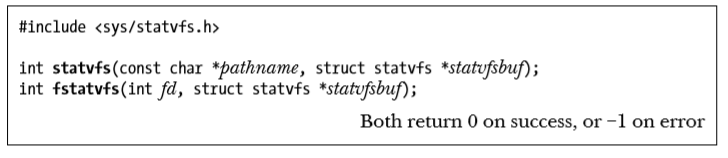 #include <sys/statvfs.h>
int statvfs(const char *pathname, struct statvfs *statvfsbuf);
int fstatvfs(int fd, struct statvfs *statvfsbuf);
Both return 0 on success, or −1 on error